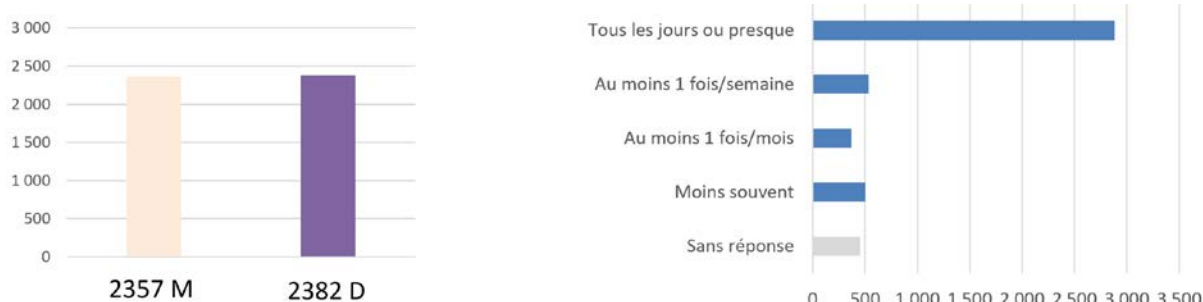 3 000
2 500
2 000
1 500
1 000
500
0
2357 M
2382 D
Tous les jours ou presque
Au moins 1 fois/semaine
Au moins 1 fois/mois
Moins souvent
Sans réponse
0 500 1 000 1 500 2 000 2 500 3 000 3 500